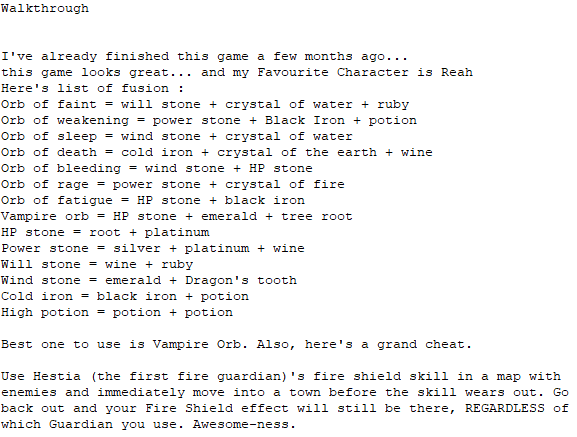 Walkthrough
I've already finished this game a few months ago...
this game looks great... and my Favourite Character is Reah
Here's list of fusion :
Orb of faint = will stone + crystal of water + ruby
Orb of weakening = power stone + Black Iron + potion
Orb of sleep = wind stone + crystal of water
Orb of death = cold iron + crystal of the earth + wine
Orb of bleeding = wind stone + HP stone
Orb of rage = power stone + crystal of fire
Orb of fatigue = HP stone + black iron
Vampire orb = HP stone + emerald + tree root
HP stone = root + platinum
Power stone = silver + platinum + wine
Will stone = wine + ruby
Wind stone = emerald + Dragon's tooth
Cold iron = black iron + potion
High potion = potion + potion
Best one to use is Vampire Orb. Also, here's a grand cheat.
Use Hestia (the first fire guardian)'s fire shield skill in a map with
enemies and immediately move into a town before the skill wears out. Go
back out and your Fire Shield effect will still be there, REGARDLESS of
which Guardian you use. Awesome-ness.